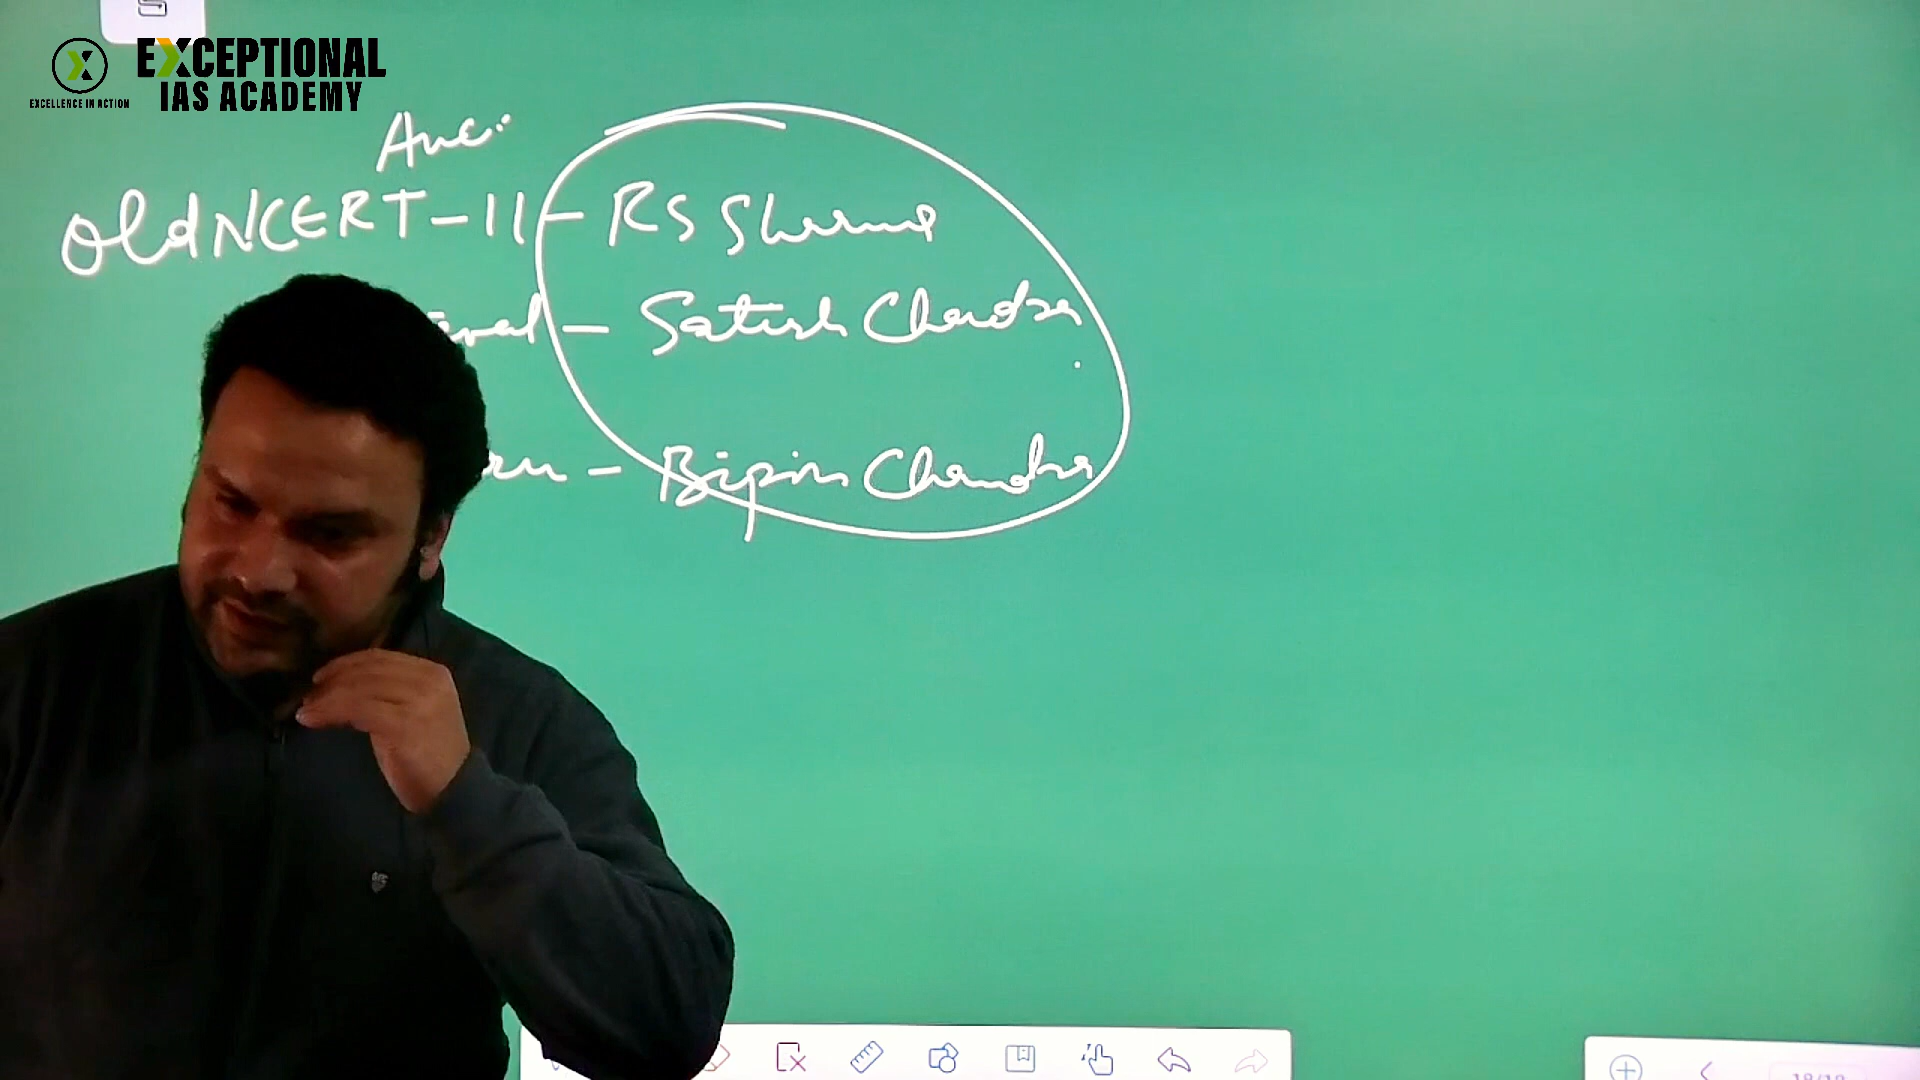 EXCEPTIONAL
IAS ACADEMY
EXCELLENCE IN ACTION
Anc.
Old NCERT - 11 - RS Sharma
- Satish Chandra
- Bipin Chandra